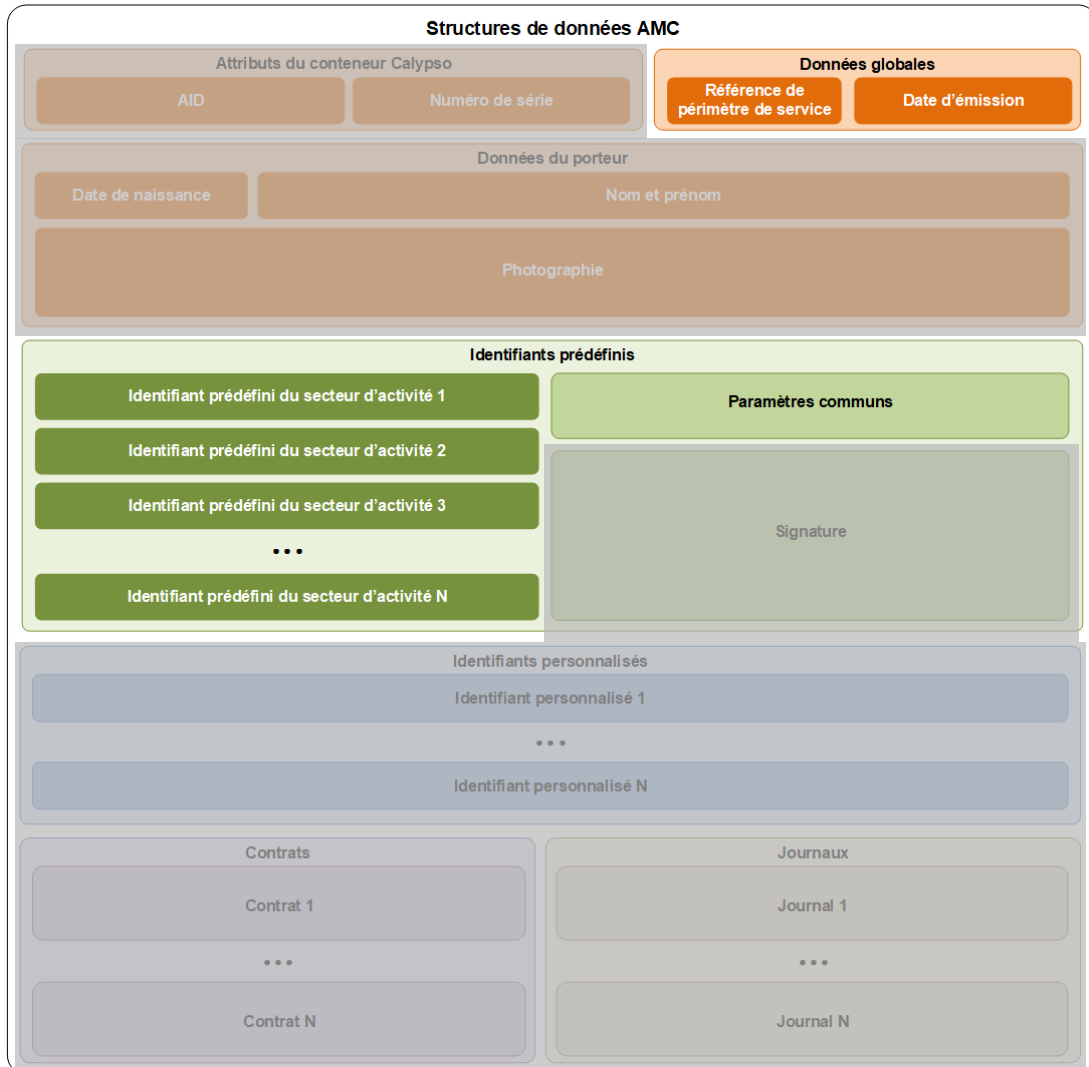 Structures de données AMC
Attributs du conteneur Calypso
AID
Numéro de série
Données globales
Référence de
périmètre de service
Date d'émission
Données du porteur
Date de naissance
Nom et prénom
Photographie
Identifiants prédéfinis
Identifiant prédéfini du secteur d'activité 1
Identifiant prédéfini du secteur d'activité 2
Identifiant prédéfini du secteur d'activité 3
...
Identifiant prédéfini du secteur d'activité N
Paramètres communs
Signature
Identifiants personnalisés
Identifiant personnalisé 1
...
Identifiant personnalisé N
Contrats
Contrat 1
...
Contrat N
Journaux
Journal 1
...
Journal N